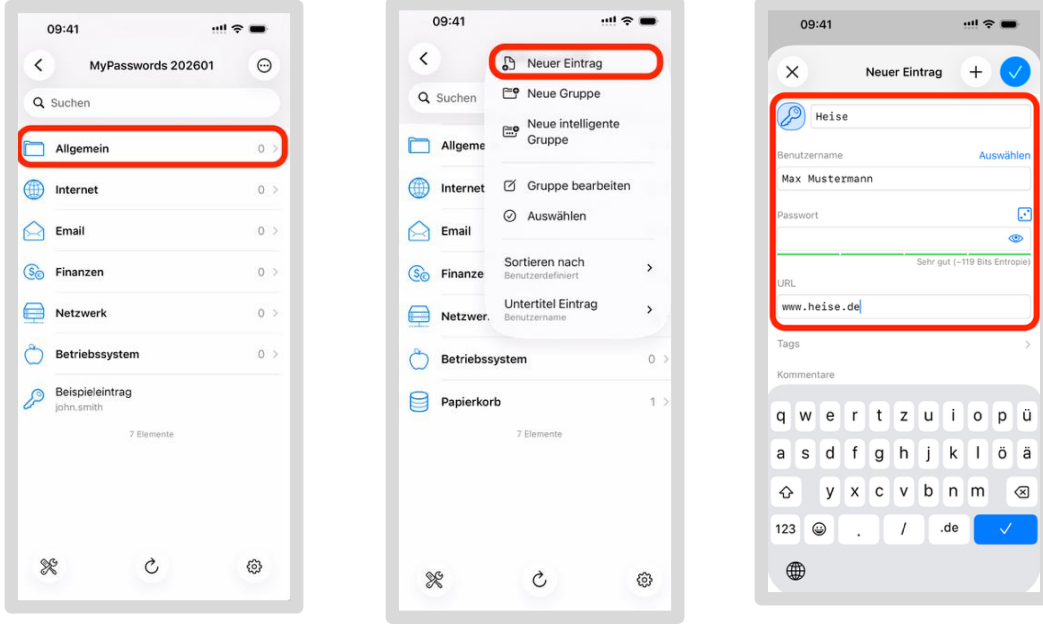 09:41
MyPasswords 202601
Suchen
Allgemein 0
Internet 0
Email 0
Finanzen 0
Netzwerk 0
Betriebssystem 0
Beispieleintrag
john.smith
7 Elemente
09:41
Neuer Eintrag
Suchen
Neue Gruppe
Neue intelligente
Gruppe
Allgeme
Internet
Gruppe bearbeiten
Email
Auswählen
Finanze
Sortieren nach
Benutzerdefiniert
Netzwer
Untertitel Eintrag
Benutzername
Betriebssystem 0
Papierkorb 1
7 Elemente
09:41
Neuer Eintrag
Heise
Benutzername Auswählen
Max Mustermann
Passwort
Sehr gut (~119 Bits Entropie)
URL
www.heise.de
Tags
Kommentare
q w e r t z u i o p ü
a s d f g h j k l ö ä
y x c v b n m
123 . / .de